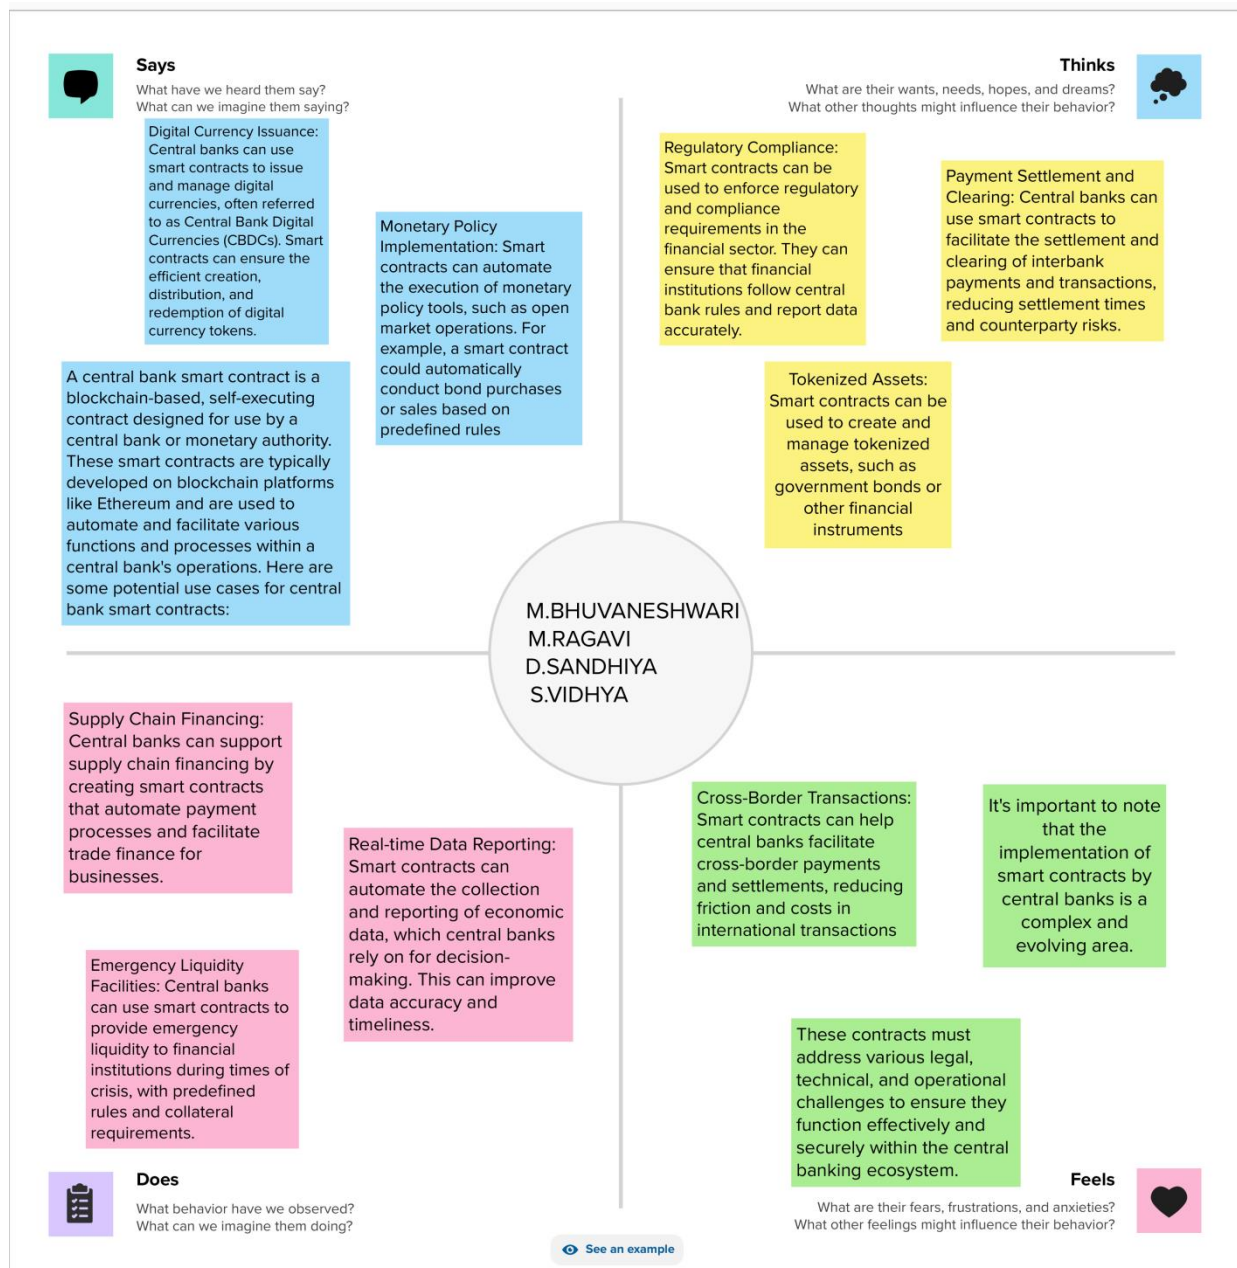 Says
What have we heard them say?
What can we imagine them saying?
Digital Currency Issuance:
Central banks can use
smart contracts to issue
and manage digital
currencies, often referred
to as Central Bank Digital
Currencies (CBDCs). Smart
contracts can ensure the
efficient creation,
distribution, and
redemption of digital
currency tokens.
Monetary Policy
Implementation: Smart
contracts can automate
the execution of monetary
policy tools, such as open
market operations. For
example, a smart contract
could automatically
conduct bond purchases
or sales based on
predefined rules
A central bank smart contract is a
blockchain-based, self-executing
contract designed for use by a
central bank or monetary authority.
These smart contracts are typically
developed on blockchain platforms
like Ethereum and are used to
automate and facilitate various
functions and processes within a
central bank's operations. Here are
some potential use cases for central
bank smart contracts:
Thinks
What are their wants, needs, hopes, and dreams?
What other thoughts might influence their behavior?
Regulatory Compliance:
Smart contracts can be
used to enforce regulatory
and compliance
requirements in the
financial sector. They can
ensure that financial
institutions follow central
bank rules and report data
accurately.
Payment Settlement and
Clearing: Central banks can
use smart contracts to
facilitate the settlement and
clearing of interbank
payments and transactions,
reducing settlement times
and counterparty risks.
Tokenized Assets:
Smart contracts can be
used to create and
manage tokenized
assets, such as
government bonds or
other financial
instruments
M.BHUVANESHWARI
M.RAGAVI
D.SANDHIYA
S.VIDHYA
Supply Chain Financing:
Central banks can support
supply chain financing by
creating smart contracts
that automate payment
processes and facilitate
trade finance for
businesses.
Real-time Data Reporting:
Smart contracts can
automate the collection
and reporting of economic
data, which central banks
rely on for decision-
making. This can improve
data accuracy and
timeliness.
Emergency Liquidity
Facilities: Central banks
can use smart contracts to
provide emergency
liquidity to financial
institutions during times of
crisis, with predefined
rules and collateral
requirements.
Does
What behavior have we observed?
What can we imagine them doing?
Cross-Border Transactions:
Smart contracts can help
central banks facilitate
cross-border payments
and settlements, reducing
friction and costs in
international transactions
It's important to note
that the
implementation of
smart contracts by
central banks is a
complex and
evolving area.
These contracts must
address various legal,
technical, and operational
challenges to ensure they
function effectively and
securely within the central
banking ecosystem.
Feels
What are their fears, frustrations, and anxieties?
What other feelings might influence their behavior?
See an example